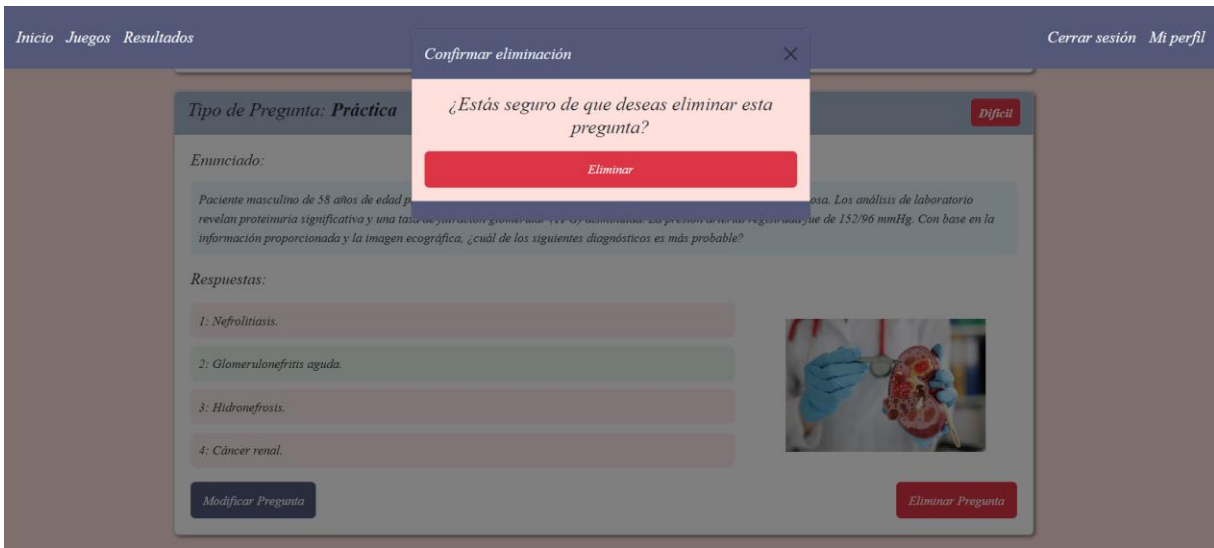 Inicio Juegos Resultados
Cerrar sesión Mi perfil
Confirmar eliminación
¿Estás seguro de que deseas eliminar esta
pregunta?
Eliminar
Tipo de Pregunta: Práctica
Difícil
Enunciado:
Paciente masculino de 58 años de edad
osa. Los análisis de laboratorio
revelan proteinuria significativa y una
fue de 152/96 mmHg. Con base en la
información proporcionada y la imagen ecográfica, ¿cuál de los siguientes diagnósticos es más probable?
Respuestas:
1: Nefrolitiasis.
2: Glomerulonefritis aguda.
3: Hidronefrosis.
4: Cáncer renal.
Modificar Pregunta
Eliminar Pregunta